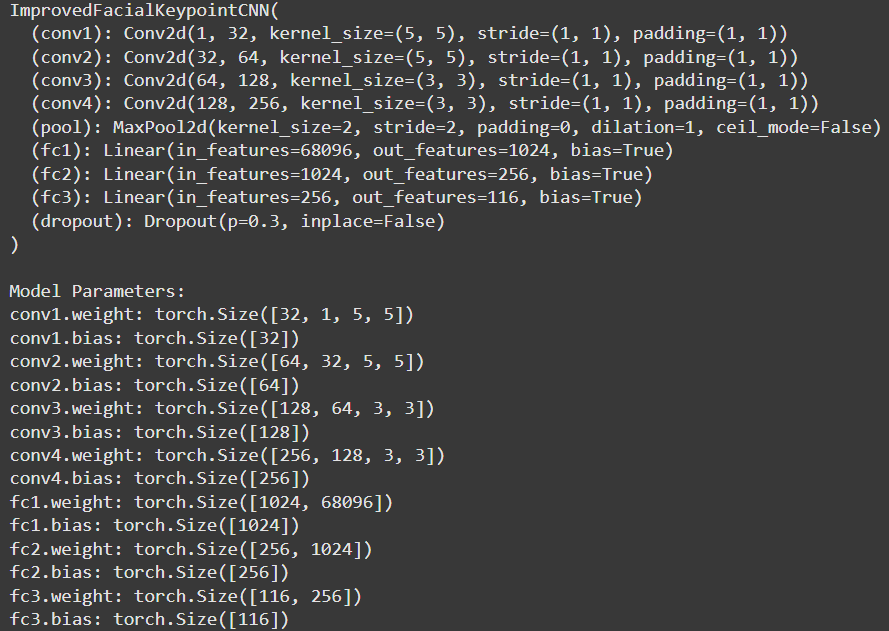 ImprovedFacialKeypointCNN(
  (conv1): Conv2d(1, 32, kernel_size=(5, 5), stride=(1, 1), padding=(1, 1))
  (conv2): Conv2d(32, 64, kernel_size=(5, 5), stride=(1, 1), padding=(1, 1))
  (conv3): Conv2d(64, 128, kernel_size=(3, 3), stride=(1, 1), padding=(1, 1))
  (conv4): Conv2d(128, 256, kernel_size=(3, 3), stride=(1, 1), padding=(1, 1))
  (pool): MaxPool2d(kernel_size=2, stride=2, padding=0, dilation=1, ceil_mode=False)
  (fc1): Linear(in_features=68096, out_features=1024, bias=True)
  (fc2): Linear(in_features=1024, out_features=256, bias=True)
  (fc3): Linear(in_features=256, out_features=116, bias=True)
  (dropout): Dropout(p=0.3, inplace=False)
)
Model Parameters:
conv1.weight: torch.Size([32, 1, 5, 5])
conv1.bias: torch.Size([32])
conv2.weight: torch.Size([64, 32, 5, 5])
conv2.bias: torch.Size([64])
conv3.weight: torch.Size([128, 64, 3, 3])
conv3.bias: torch.Size([128])
conv4.weight: torch.Size([256, 128, 3, 3])
conv4.bias: torch.Size([256])
fc1.weight: torch.Size([1024, 68096])
fc1.bias: torch.Size([1024])
fc2.weight: torch.Size([256, 1024])
fc2.bias: torch.Size([256])
fc3.weight: torch.Size([116, 256])
fc3.bias: torch.Size([116])